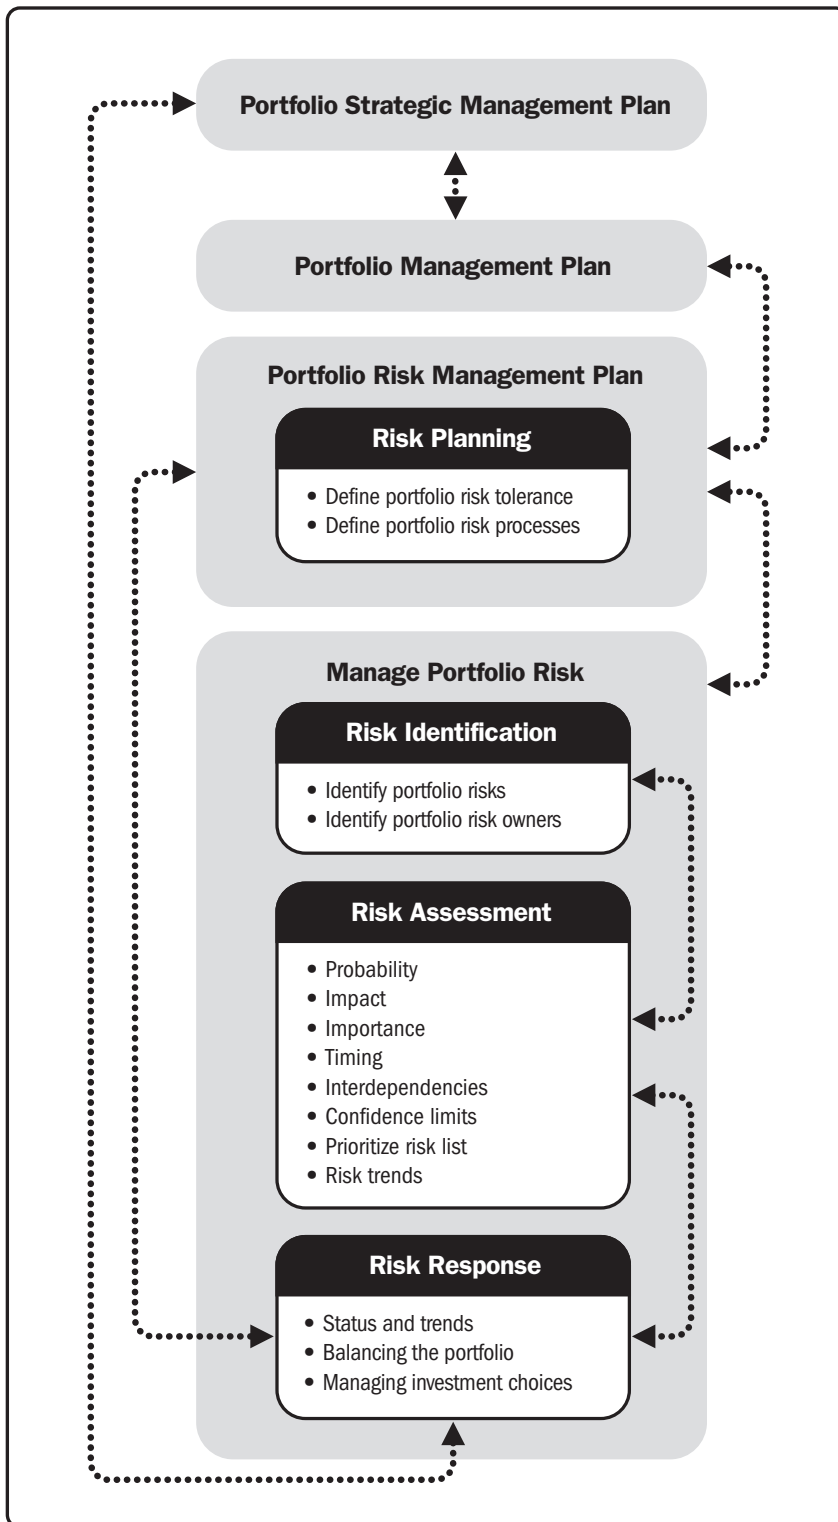 Portfolio Strategic Management Plan
Portfolio Management Plan
Portfolio Risk Management Plan
Risk Planning
• Define portfolio risk tolerance
• Define portfolio risk processes
Manage Portfolio Risk
Risk Identification
• Identify portfolio risks
• Identify portfolio risk owners
Risk Assessment
• Probability
• Impact
• Importance
• Timing
• Interdependencies
• Confidence limits
• Prioritize risk list
• Risk trends
Risk Response
• Status and trends
• Balancing the portfolio
• Managing investment choices